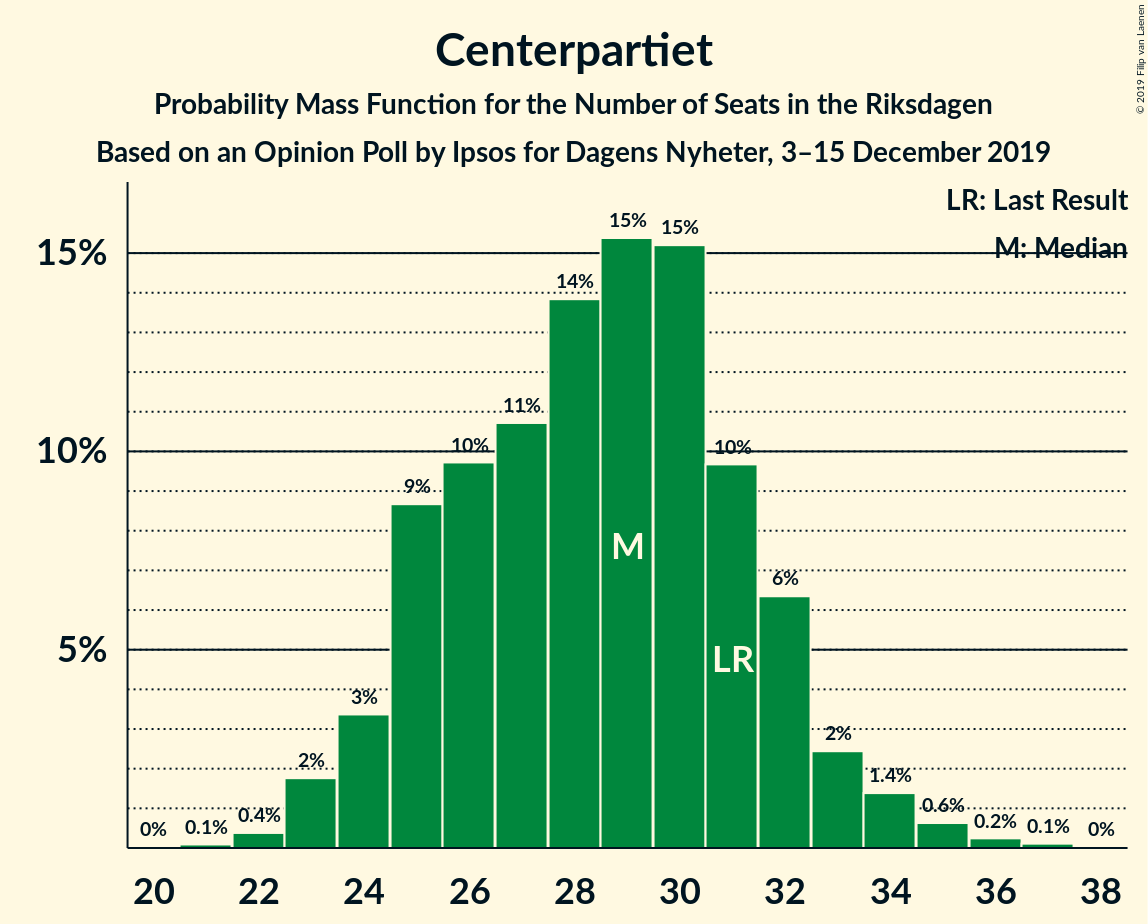 Centerpartiet
Probability Mass Function for the Number of Seats in the Riksdagen
Based on an Opinion Poll by Ipsos for Dagens Nyheter, 3–15 December 2019
© 2019 Filip van Laenen
LR: Last Result
M: Median
15%
10%
5%
0%
0.1%
0.4%
2%
3%
9%
10%
11%
14%
15%
15%
10%
6%
2%
1.4%
0.6%
0.2%
0.1%
0%
M
LR
20 22 24 26 28 30 32 34 36 38